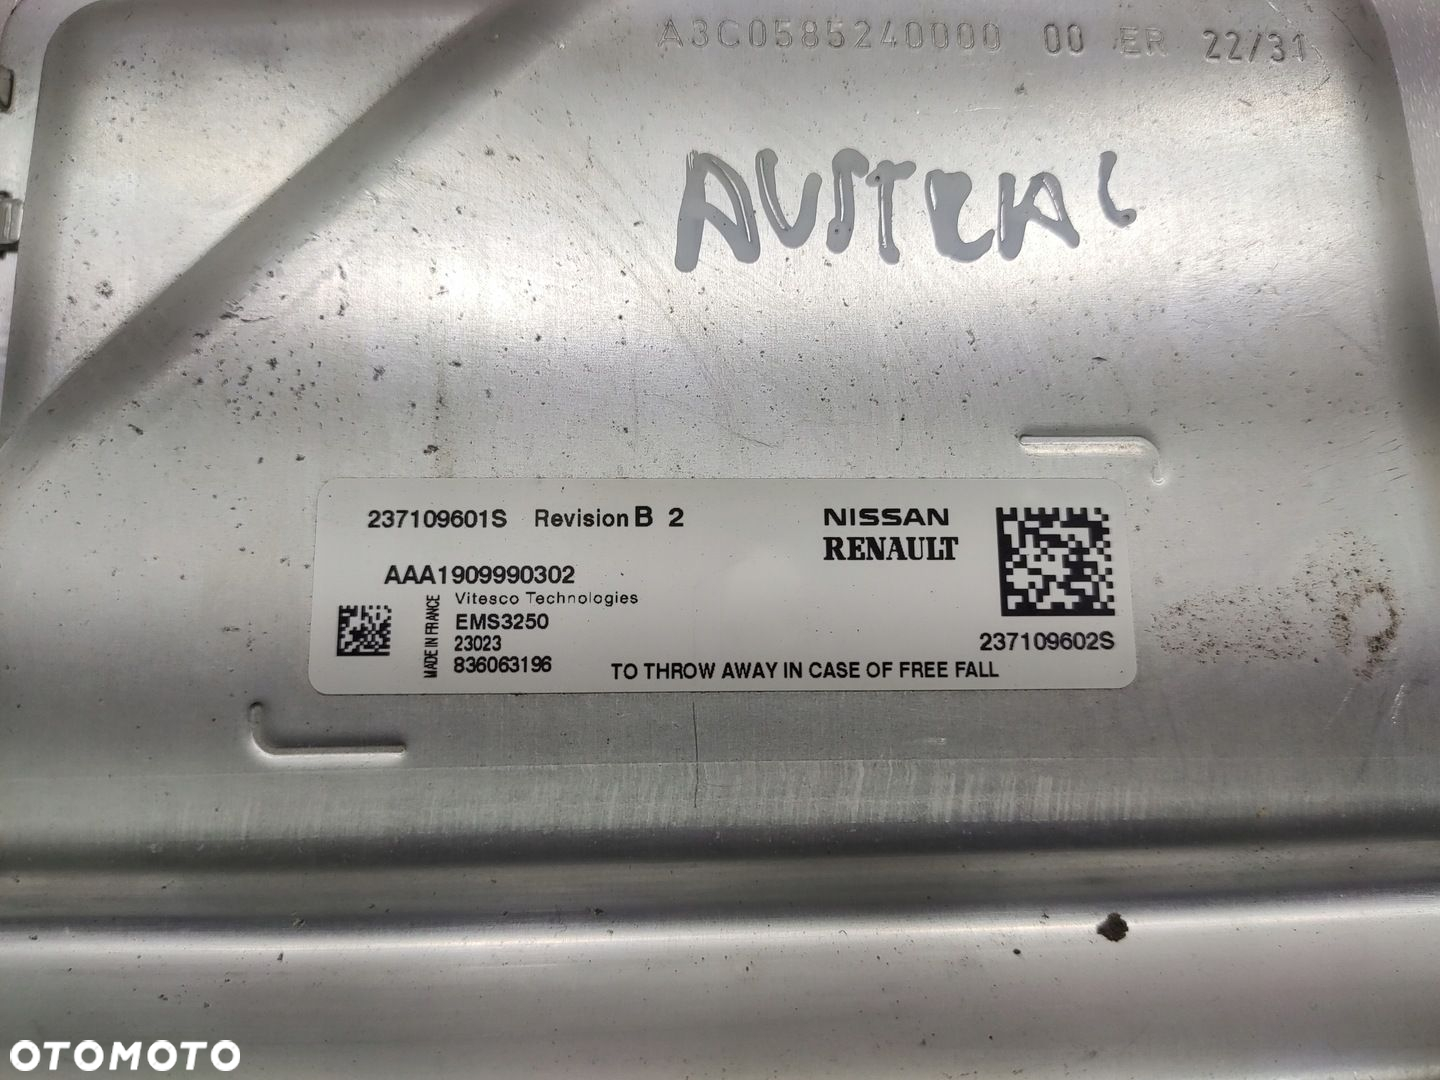 A3C0585240000 00 ER 22/31
AUSTRAL
237109601S Revision B 2
NISSAN
RENAULT
AAA1909990302
Vitesco Technologies
MADE IN FRANCE
EMS3250
23023
836063196
237109602S
TO THROW AWAY IN CASE OF FREE FALL
OTOMOTO